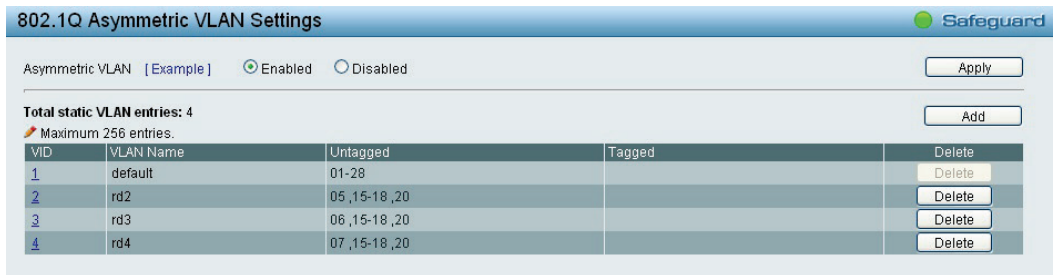 802.1Q Asymmetric VLAN Settings Safeguard
Asymmetric VLAN [ Example ] Enabled Disabled Apply
Total static VLAN entries: 4 Add
Maximum 256 entries.
VID VLAN Name Untagged Tagged Delete
1 default 01-28 Delete
2 rd2 05 ,15-18 ,20 Delete
3 rd3 06 ,15-18 ,20 Delete
4 rd4 07 ,15-18 ,20 Delete